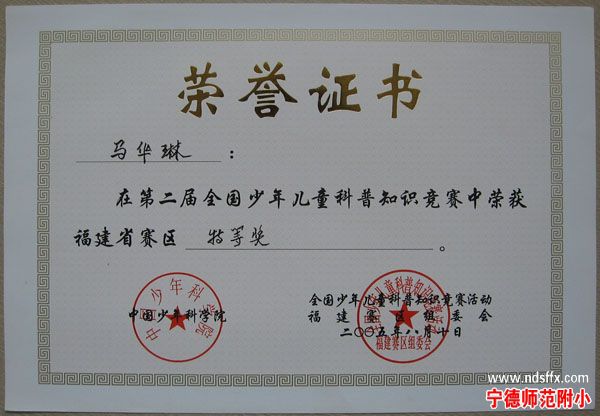 荣誉证书
马华琳：
在第二届全国少年儿童科普知识竞赛中荣获
福建省赛区 特等奖。
中国少年科学院
中国少年科学院
全国少年儿童科普知识竞赛活动
福建赛区组委会
二〇〇五年八月十日
福建赛区组委会
www.ndsffx.com
宁德师范附小